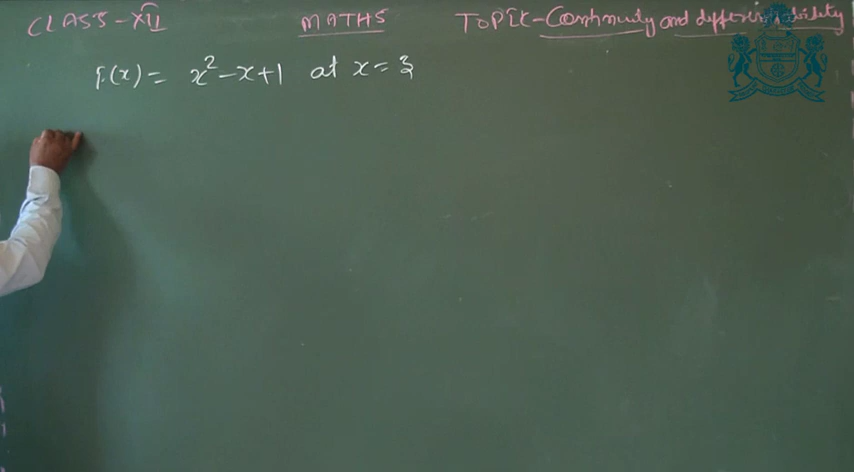 CLASS-XII MATHS TOPIC-Continuity and differentiability
f(x) = x² - x + 1 at x = 3